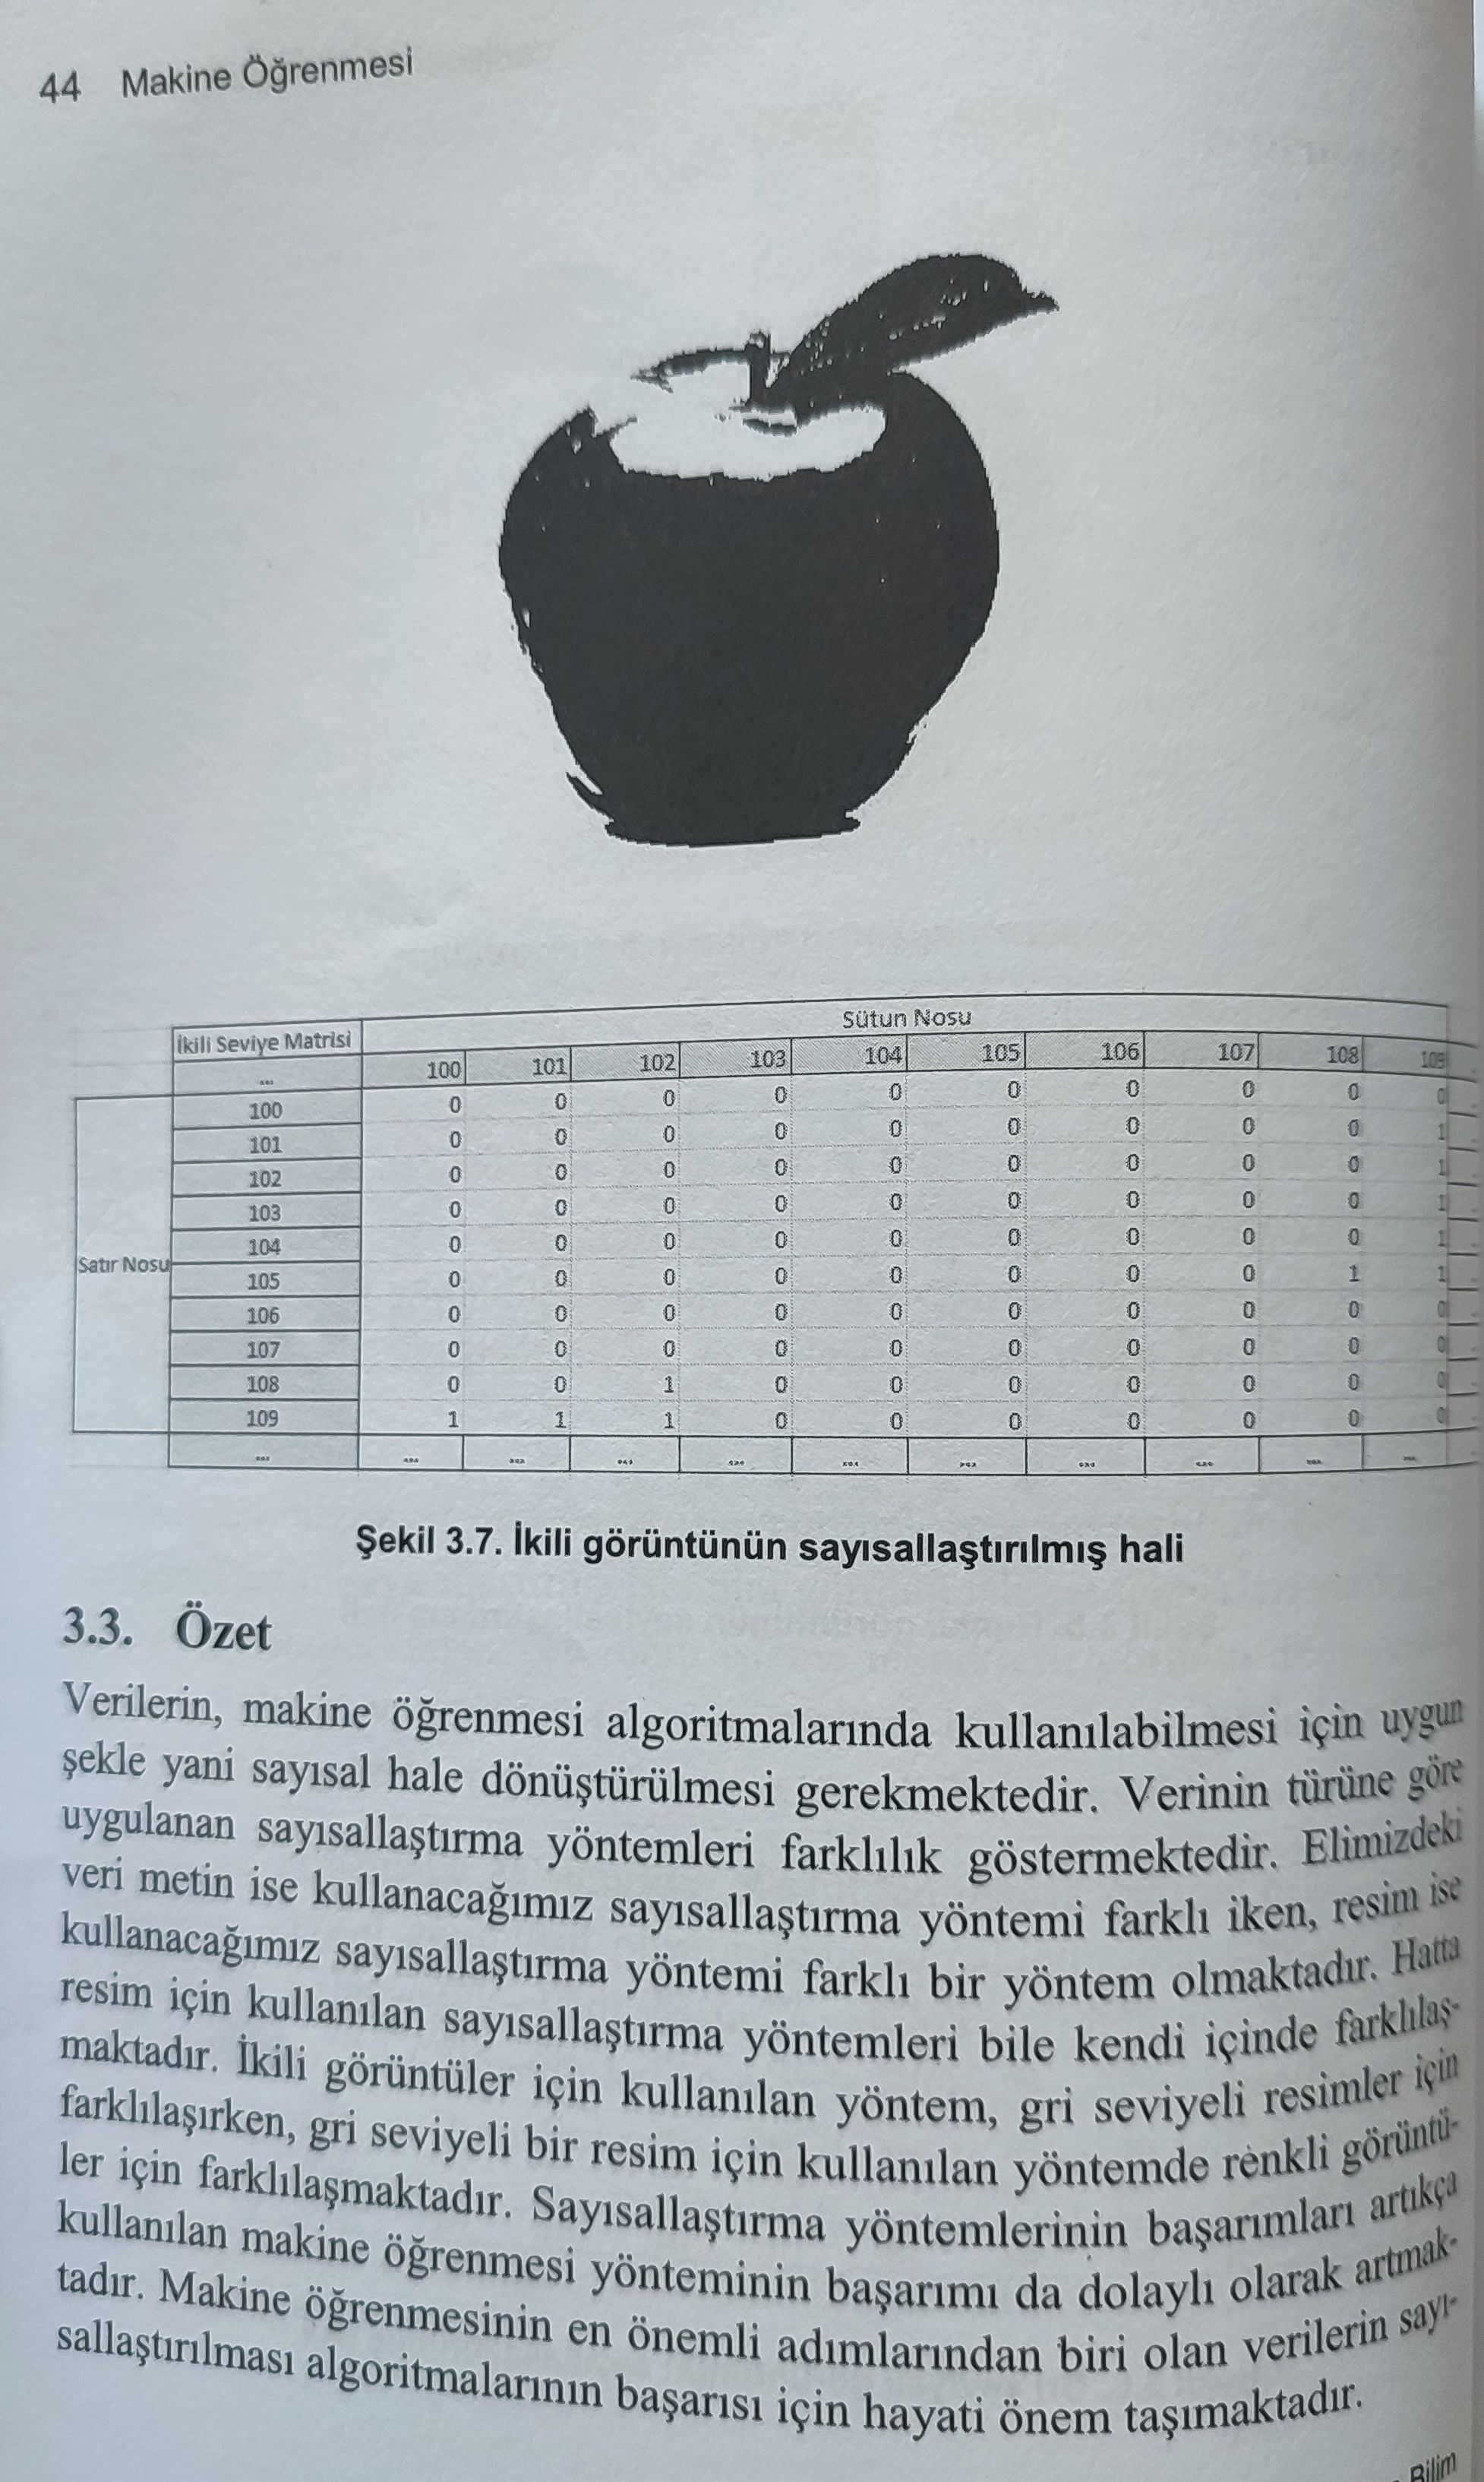 44 Makine Öğrenmesi
İkili Seviye Matrisi Sütun Nosu
... 100 101 102 103 104 105 106 107 108 109
100 0 0 0 0 0 0 0 0 0 0
101 0 0 0 0 0 0 0 0 0 1
102 0 0 0 0 0 0 0 0 0 1
103 0 0 0 0 0 0 0 0 0 1
104 0 0 0 0 0 0 0 0 0 1
Satır Nosu 105 0 0 0 0 0 0 0 0 1 1
106 0 0 0 0 0 0 0 0 0 0
107 0 0 0 0 0 0 0 0 0 0
108 0 0 1 0 0 0 0 0 0 0
109 1 1 1 0 0 0 0 0 0 0
... ... ... ... ... ... ... ... ... ... ...
Şekil 3.7. İkili görüntünün sayısallaştırılmış hali
3.3. Özet
Verilerin, makine öğrenmesi algoritmalarında kullanılabilmesi için uygun
şekle yani sayısal hale dönüştürülmesi gerekmektedir. Verinin türüne göre
uygulanan sayısallaştırma yöntemleri farklılık göstermektedir. Elimizdeki
veri metin ise kullanacağımız sayısallaştırma yöntemi farklı iken, resim ise
kullanacağımız sayısallaştırma yöntemi farklı bir yöntem olmaktadır. Hatta
resim için kullanılan sayısallaştırma yöntemleri bile kendi içinde farklılaş-
maktadır. İkili görüntüler için kullanılan yöntem, gri seviyeli resimler için
farklılaşırken, gri seviyeli bir resim için kullanılan yöntemde renkli görüntü-
ler için farklılaşmaktadır. Sayısallaştırma yöntemlerinin başarımları artıkça
kullanılan makine öğrenmesi yönteminin başarımı da dolaylı olarak artmak-
tadır. Makine öğrenmesinin en önemli adımlarından biri olan verilerin sayı-
sallaştırılması algoritmalarının başarısı için hayati önem taşımaktadır.
Bilim